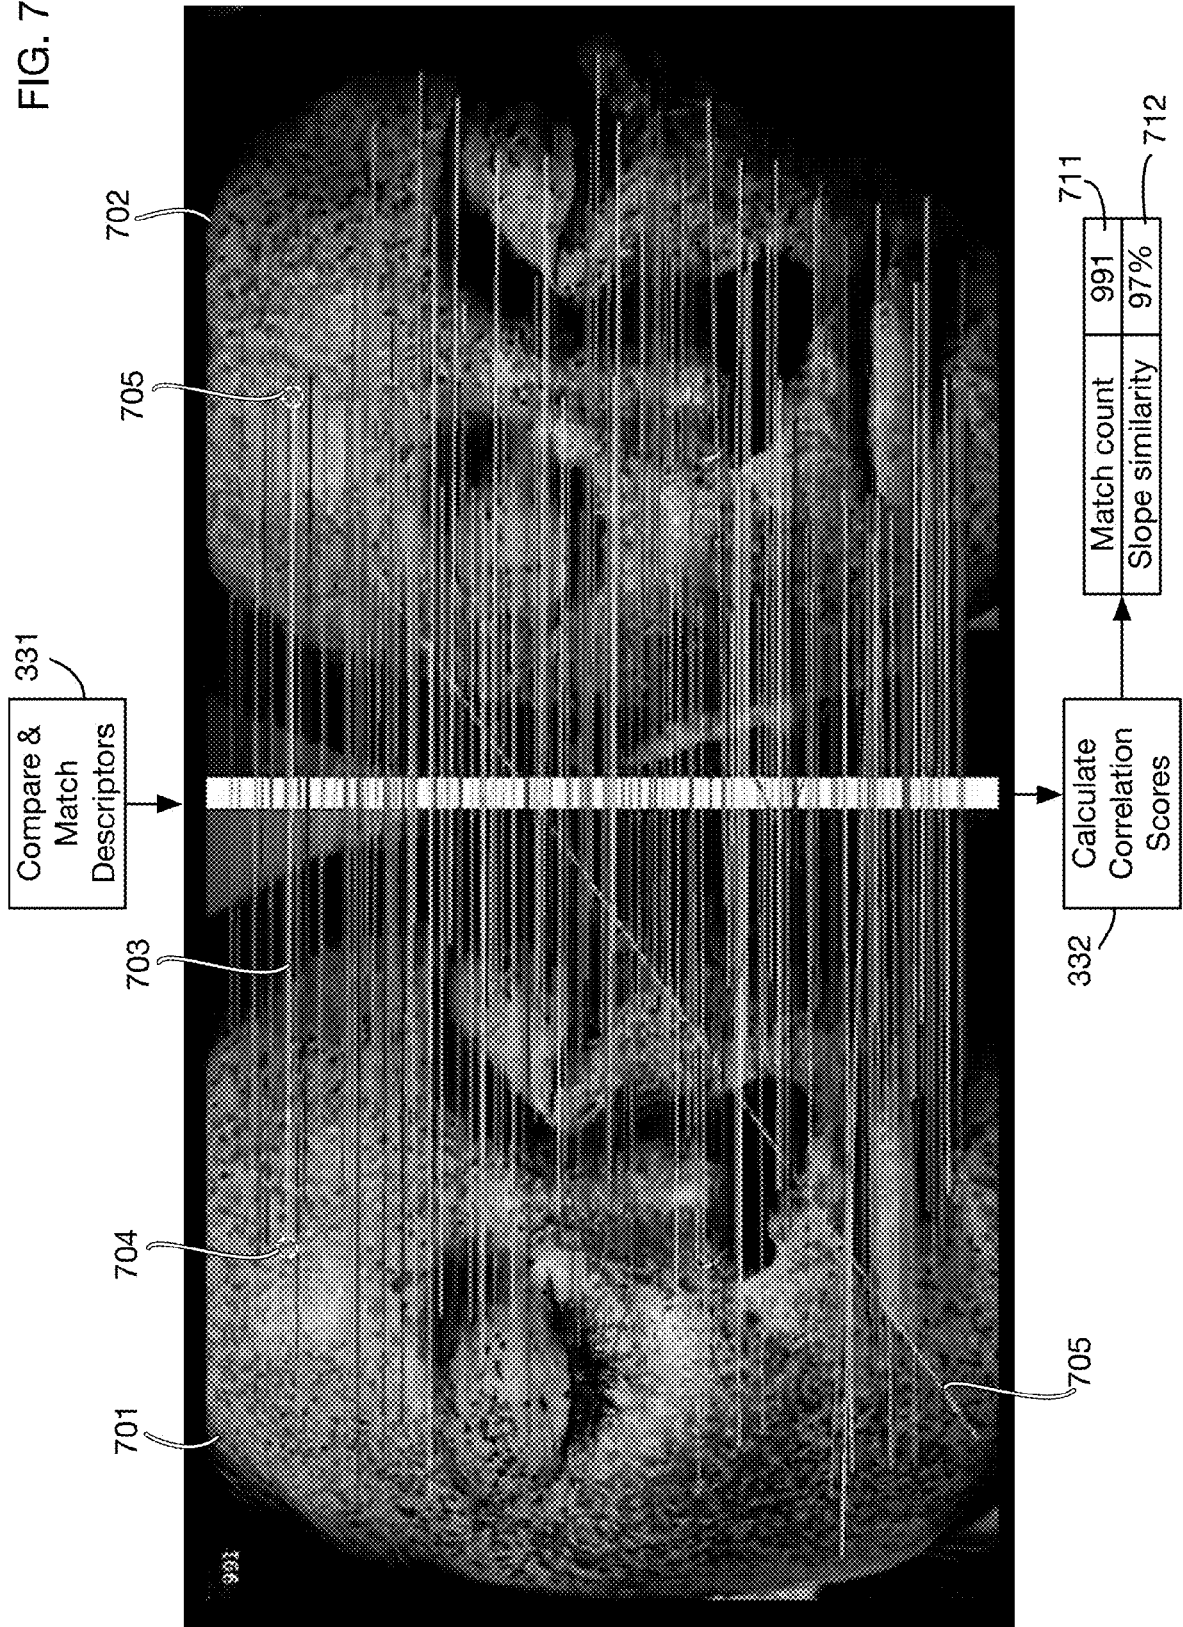 FIG. 7
Compare &
Match
Descriptors
331
701
704
703
705
702
991
705
Calculate
Correlation
Scores
332
Match count
991
711
Slope similarity
97%
712